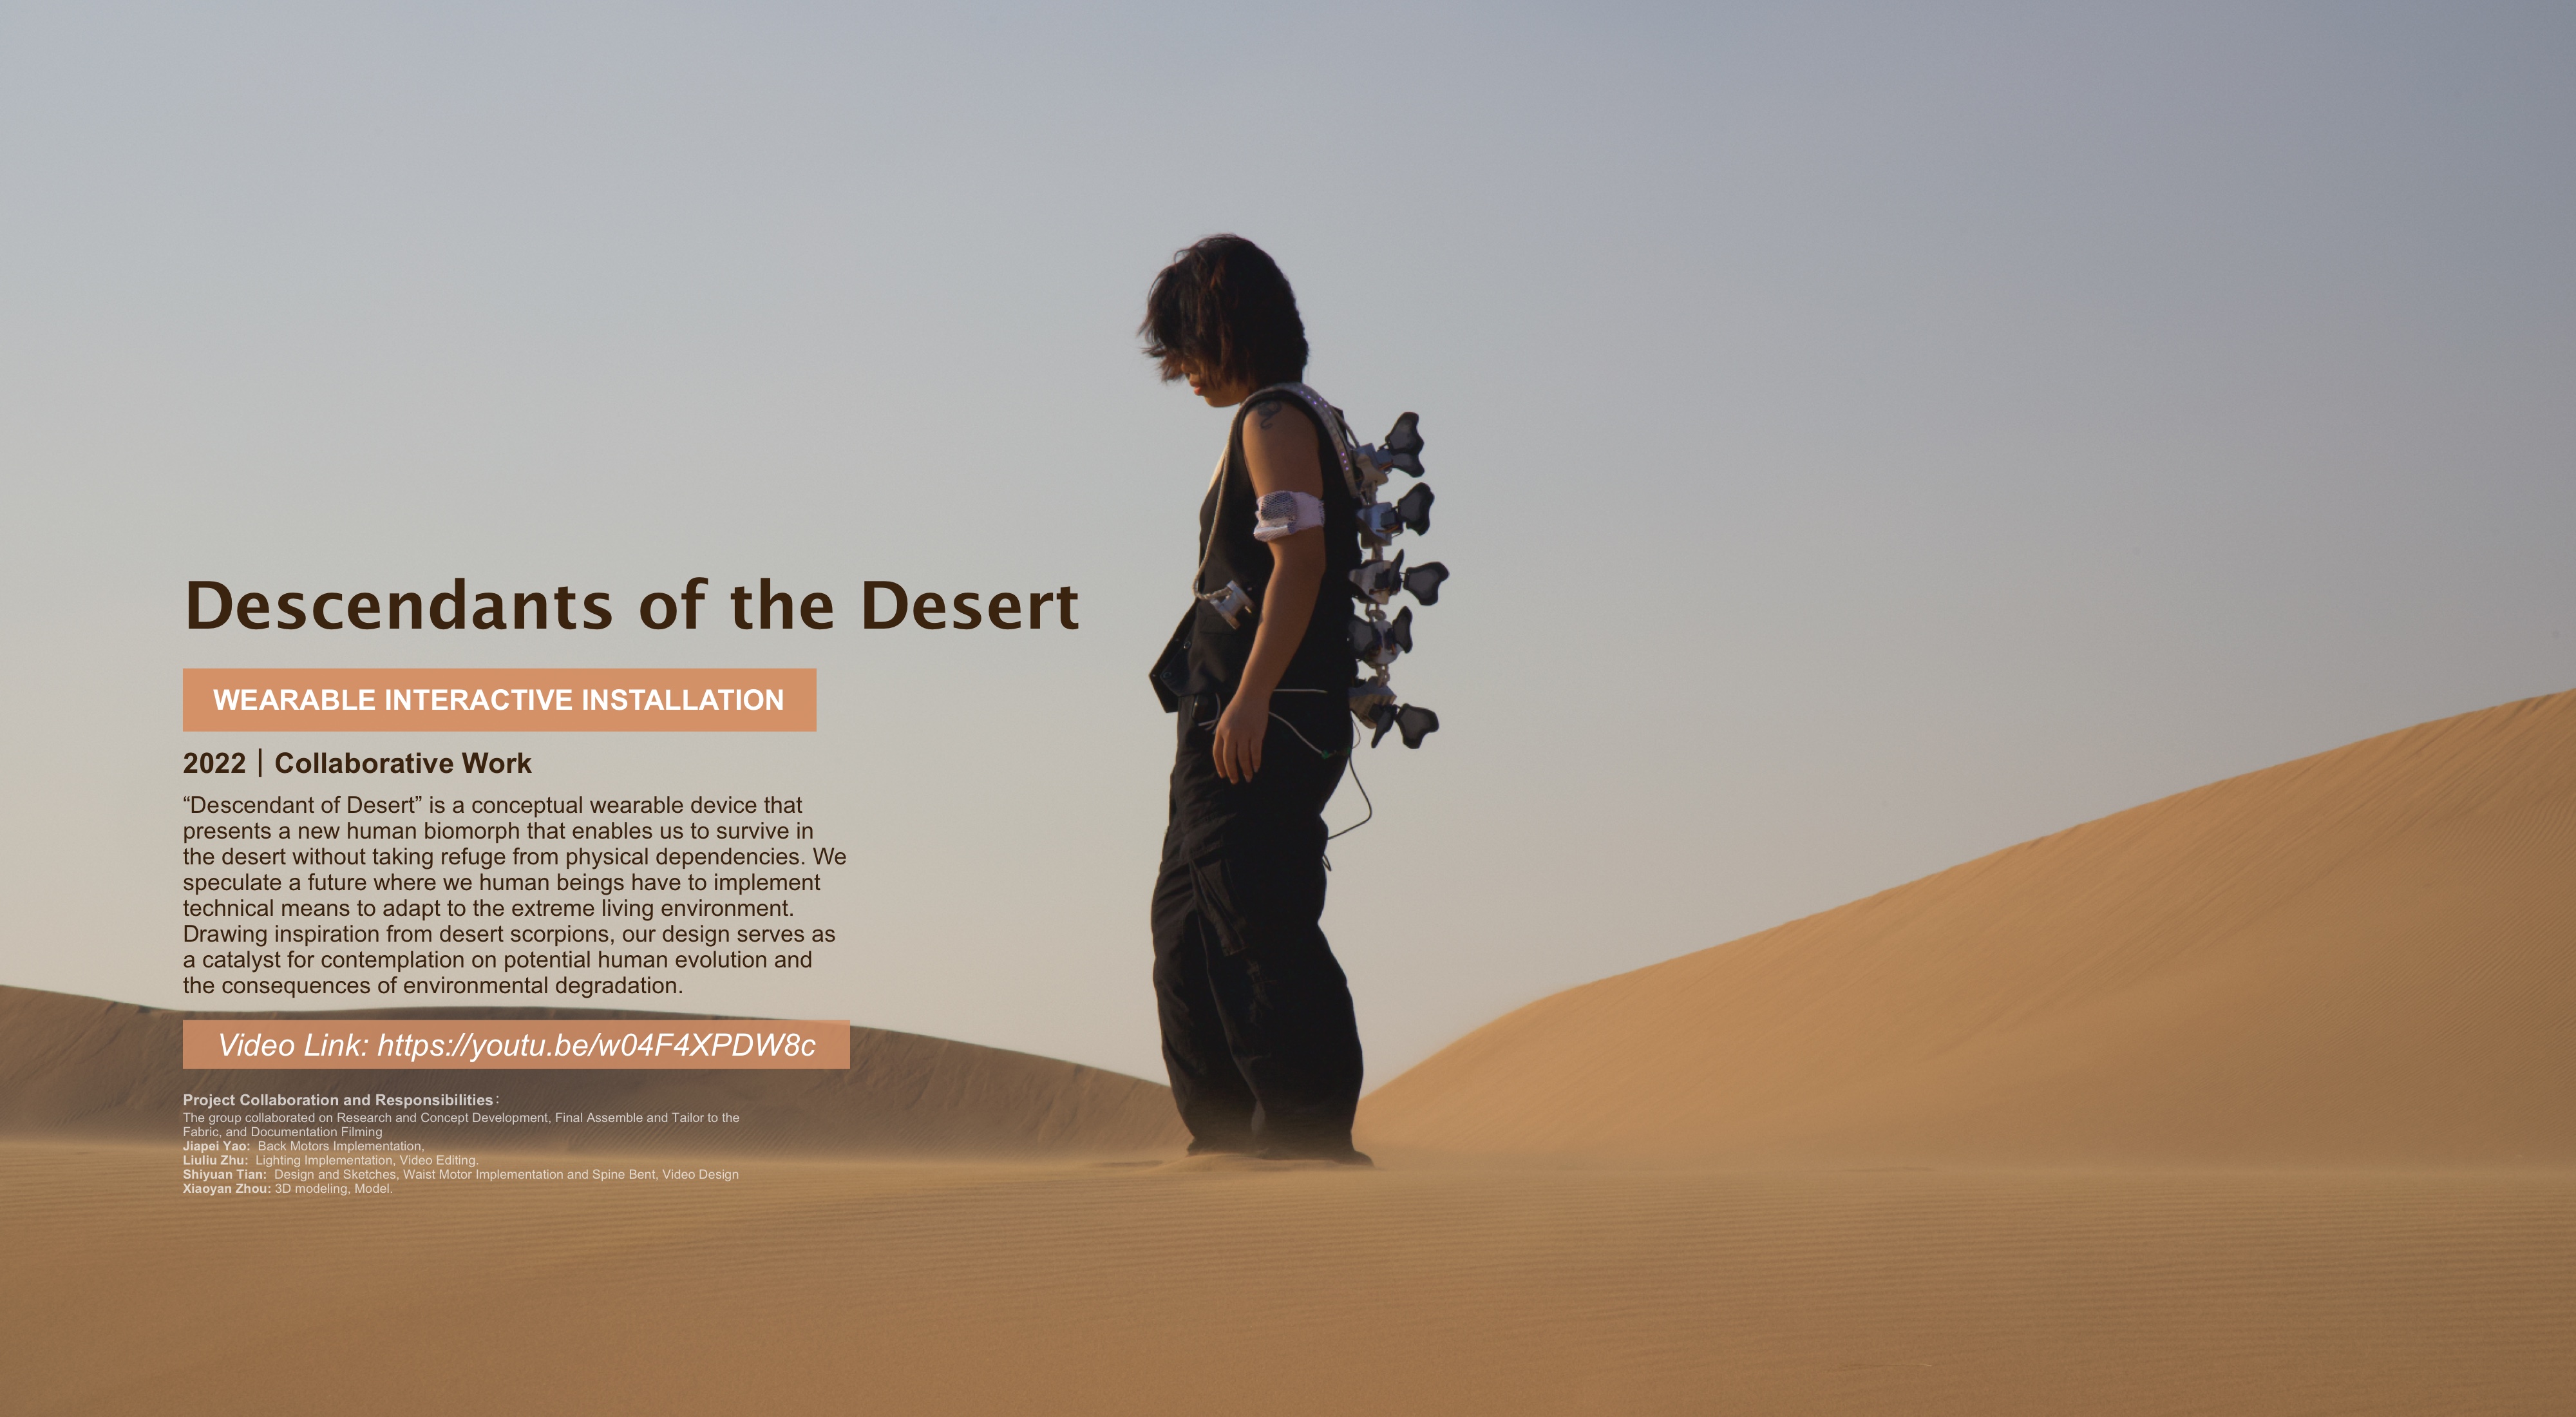 Descendants of the Desert
WEARABLE INTERACTIVE INSTALLATION
2022 | Collaborative Work
“Descendant of Desert” is a conceptual wearable device that
presents a new human biomorph that enables us to survive in
the desert without taking refuge from physical dependencies. We
speculate a future where we human beings have to implement
technical means to adapt to the extreme living environment.
Drawing inspiration from desert scorpions, our design serves as
a catalyst for contemplation on potential human evolution and
the consequences of environmental degradation.
Video Link: https://youtu.be/w04F4XPDW8c
Project Collaboration and Responsibilities:
The group collaborated on Research and Concept Development, Final Assemble and Tailor to the
Fabric, and Documentation Filming
Jiapei Yao: Back Motors Implementation,
Liuliu Zhu: Lighting Implementation, Video Editing.
Shiyuan Tian: Design and Sketches, Waist Motor Implementation and Spine Bent, Video Design
Xiaoyan Zhou: 3D modeling, Model.